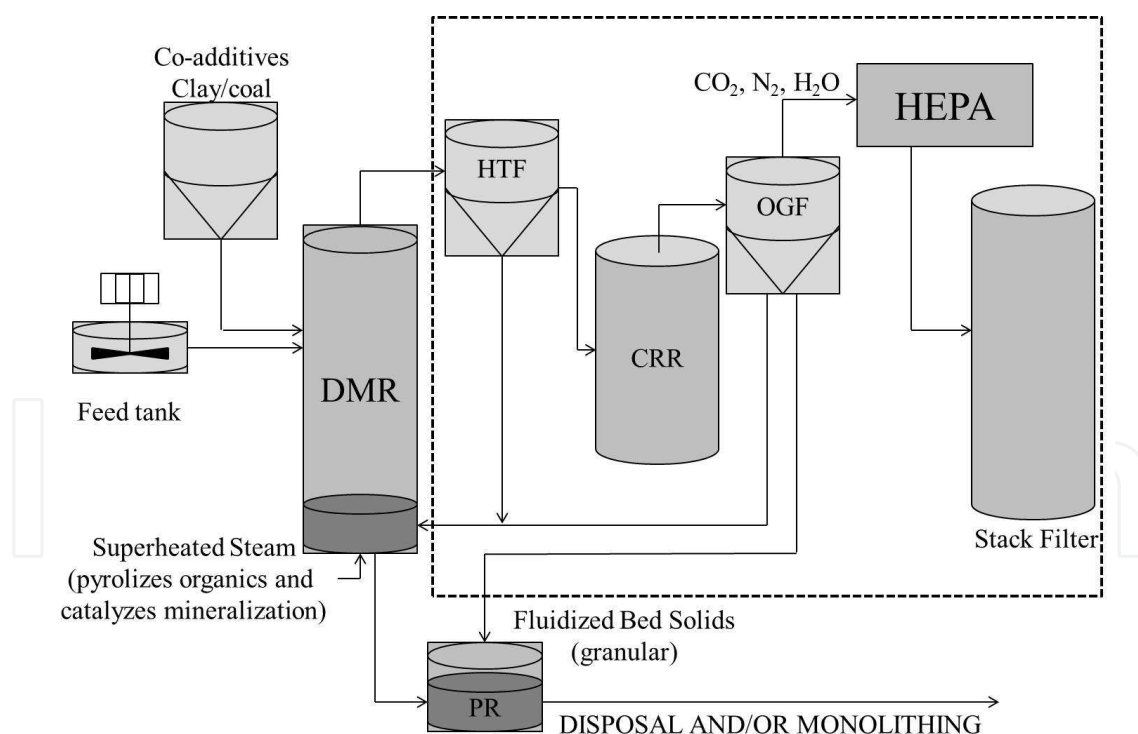 Co-additives
Clay/coal
CO₂, N₂, H₂O
HEPA
HTF
OGF
CRR
DMR
Feed tank
Stack Filter
Superheated Steam
(pyrolizes organics and
catalyzes mineralization)
Fluidized Bed Solids
(granular)
PR
DISPOSAL AND/OR MONOLITHING